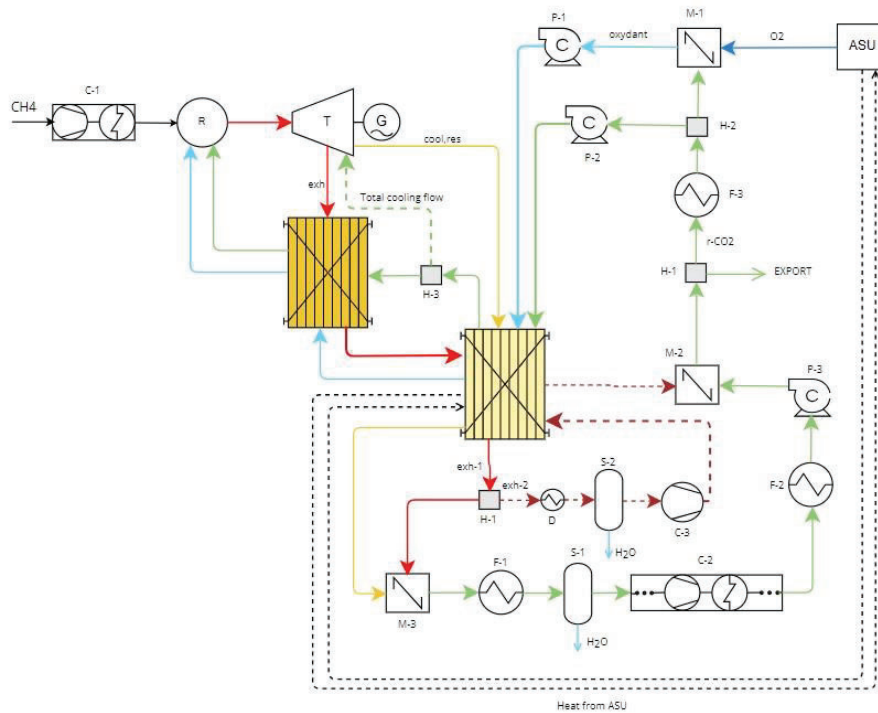 P-1
M-1
oxydant
O2
C
ASU
C-1
CH4
R
T
G
cool,res
C
H-2
P-2
exh
Total cooling flow
F-3
r-CO2
H-3
H-1
EXPORT
M-2
P-3
C
exh-1
S-2
exh-2
F-2
H-1
D
C-3
H2O
F-1
S-1
C-2
M-3
H2O
Heat from ASU